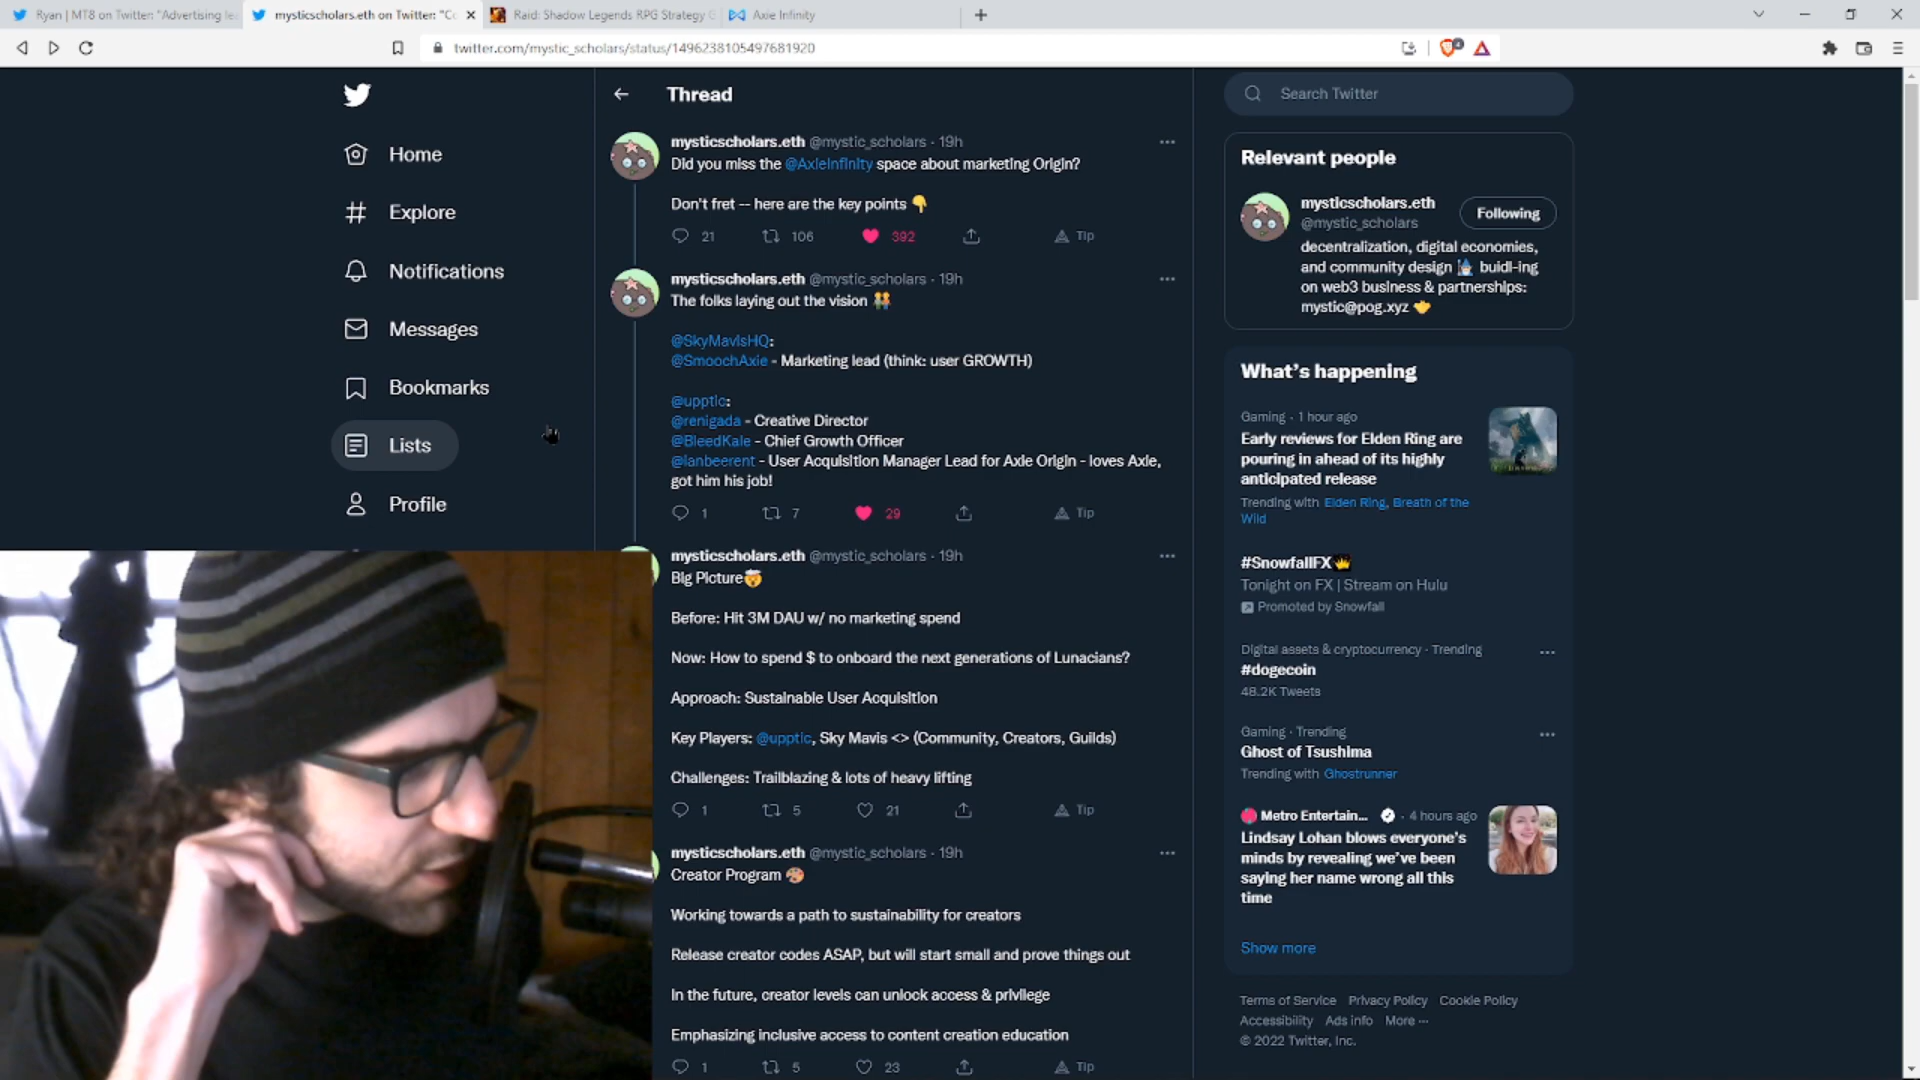 Ryan | MT8 on Twitter: "Advertising le
mysticscholars.eth on Twitter: "Co
Raid: Shadow Legends RPG Strategy G
Axie Infinity
twitter.com/mystic_scholars/status/1496238105497681920
Home
Explore
Notifications
Messages
Bookmarks
Lists
Profile
Thread
mysticscholars.eth @mystic_scholars · 19h
Did you miss the @AxieInfinity space about marketing Origin?
Don't fret -- here are the key points 👇
21 106 392 Tip
mysticscholars.eth @mystic_scholars · 19h
The folks laying out the vision 👬
@SkyMavisHQ:
@SmoochAxie - Marketing lead (think: user GROWTH)
@upptic:
@renigada - Creative Director
@BleedKale - Chief Growth Officer
@ianbeerent - User Acquisition Manager Lead for Axie Origin - loves Axie,
got him his job!
1 7 29 Tip
mysticscholars.eth @mystic_scholars · 19h
Big Picture🤯
Before: Hit 3M DAU w/ no marketing spend
Now: How to spend $ to onboard the next generations of Lunacians?
Approach: Sustainable User Acquisition
Key Players: @upptic, Sky Mavis <> (Community, Creators, Guilds)
Challenges: Trailblazing & lots of heavy lifting
1 5 21 Tip
mysticscholars.eth @mystic_scholars · 19h
Creator Program 🎨
Working towards a path to sustainability for creators
Release creator codes ASAP, but will start small and prove things out
In the future, creator levels can unlock access & privilege
Emphasizing inclusive access to content creation education
1 5 23 Tip
Search Twitter
Relevant people
mysticscholars.eth
@mystic_scholars
Following
decentralization, digital economies,
and community design 🧙 buidl-ing
on web3 business & partnerships:
mystic@pog.xyz 🤝
What's happening
Gaming · 1 hour ago
Early reviews for Elden Ring are
pouring in ahead of its highly
anticipated release
Trending with Elden Ring, Breath of the
Wild
#SnowfallFX
Tonight on FX | Stream on Hulu
Promoted by Snowfall
Digital assets & cryptocurrency · Trending
#dogecoin
48.2K Tweets
Gaming · Trending
Ghost of Tsushima
Trending with Ghostrunner
Metro Entertain... · 4 hours ago
Lindsay Lohan blows everyone's
minds by revealing we've been
saying her name wrong all this
time
Show more
Terms of Service Privacy Policy Cookie Policy
Accessibility Ads info More ···
© 2022 Twitter, Inc.